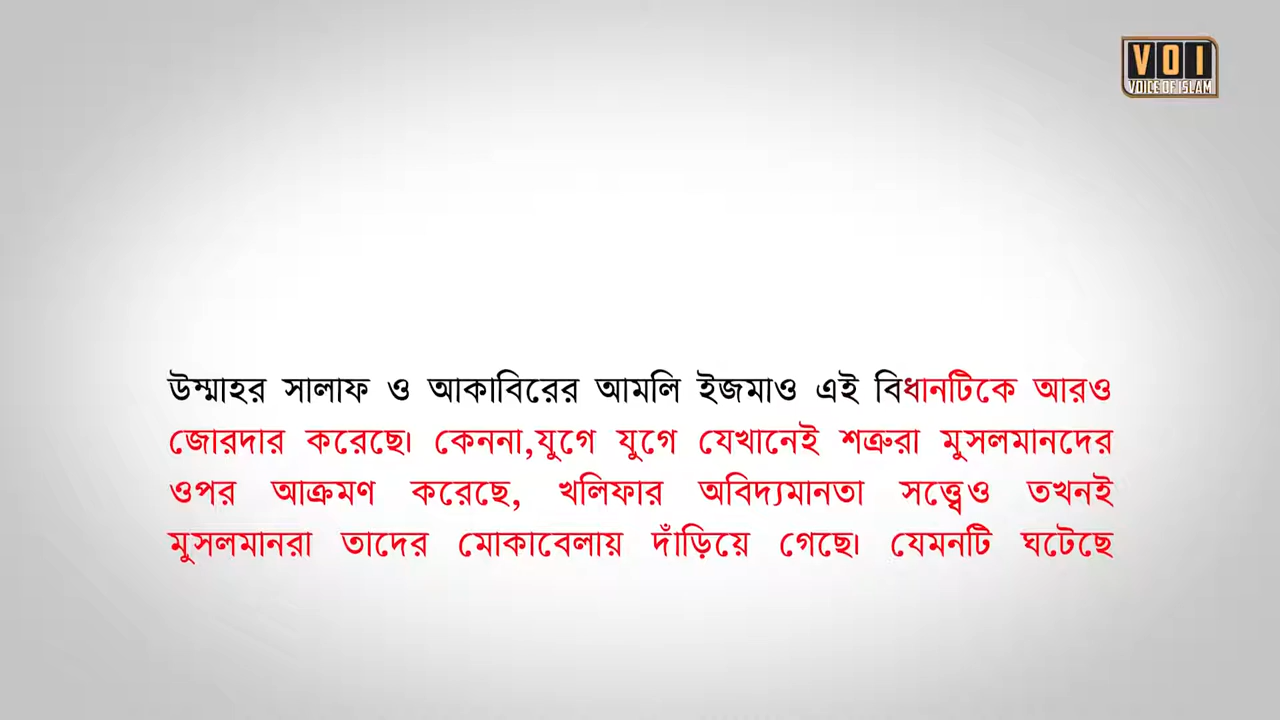 VOI
VOICE OF ISLAM
উম্মাহর সালাফ ও আকাবিরের আমলি ইজমাও এই বিধানটিকে আরও
জোরদার করেছে। কেননা,যুগে যুগে যেখানেই শত্রুরা মুসলমানদের
ওপর আক্রমণ করেছে, খলিফার অবিদ্যমানতা সত্ত্বেও তখনই
মুসলমানরা তাদের মোকাবেলায় দাঁড়িয়ে গেছে। যেমনটি ঘটেছে